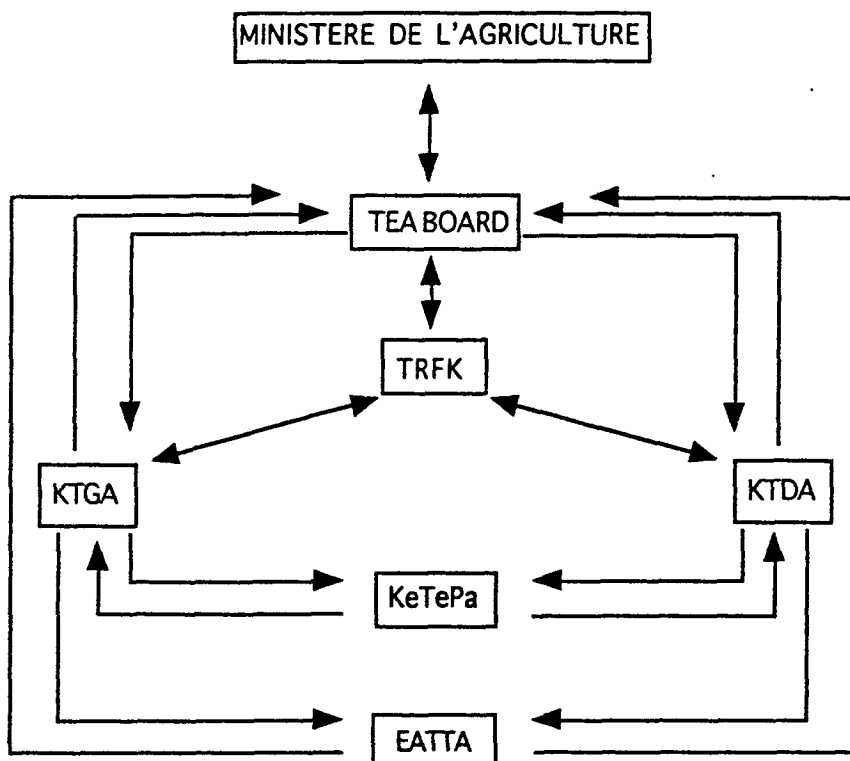 MINISTERE DE L'AGRICULTURE
TEA BOARD
TRFK
KTGA
KTDA
KeTePa
EATTA